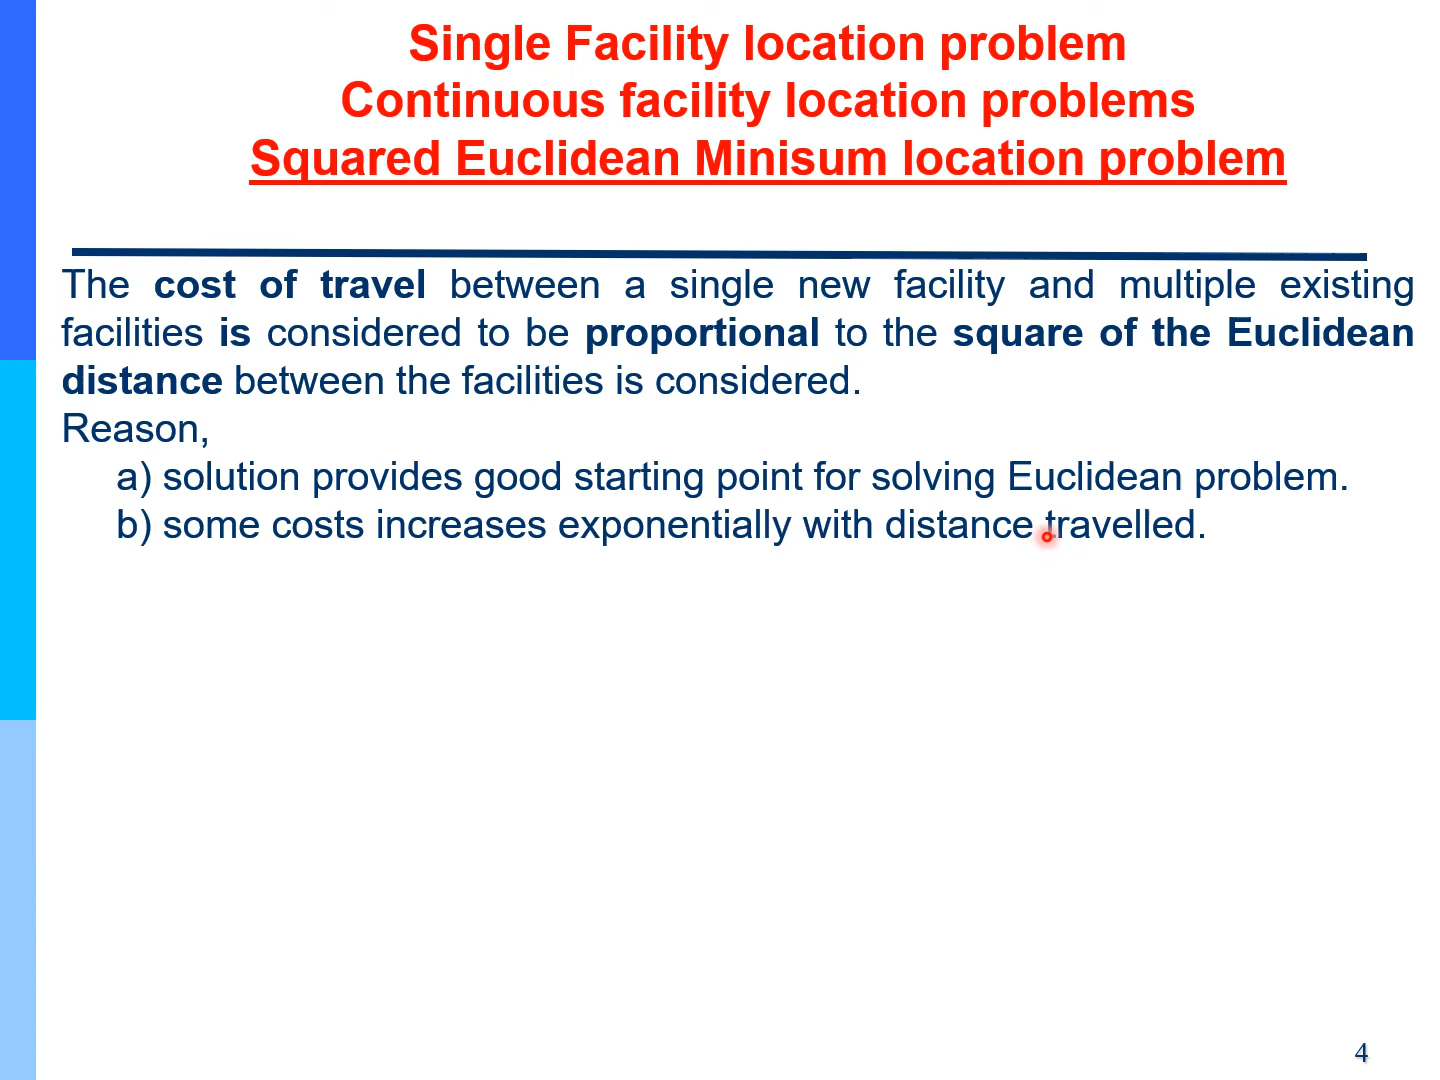 Single Facility location problem
Continuous facility location problems
Squared Euclidean Minisum location problem
The cost of travel between a single new facility and multiple existing
facilities is considered to be proportional to the square of the Euclidean
distance between the facilities is considered.
Reason,
a) solution provides good starting point for solving Euclidean problem.
b) some costs increases exponentially with distance travelled.
4